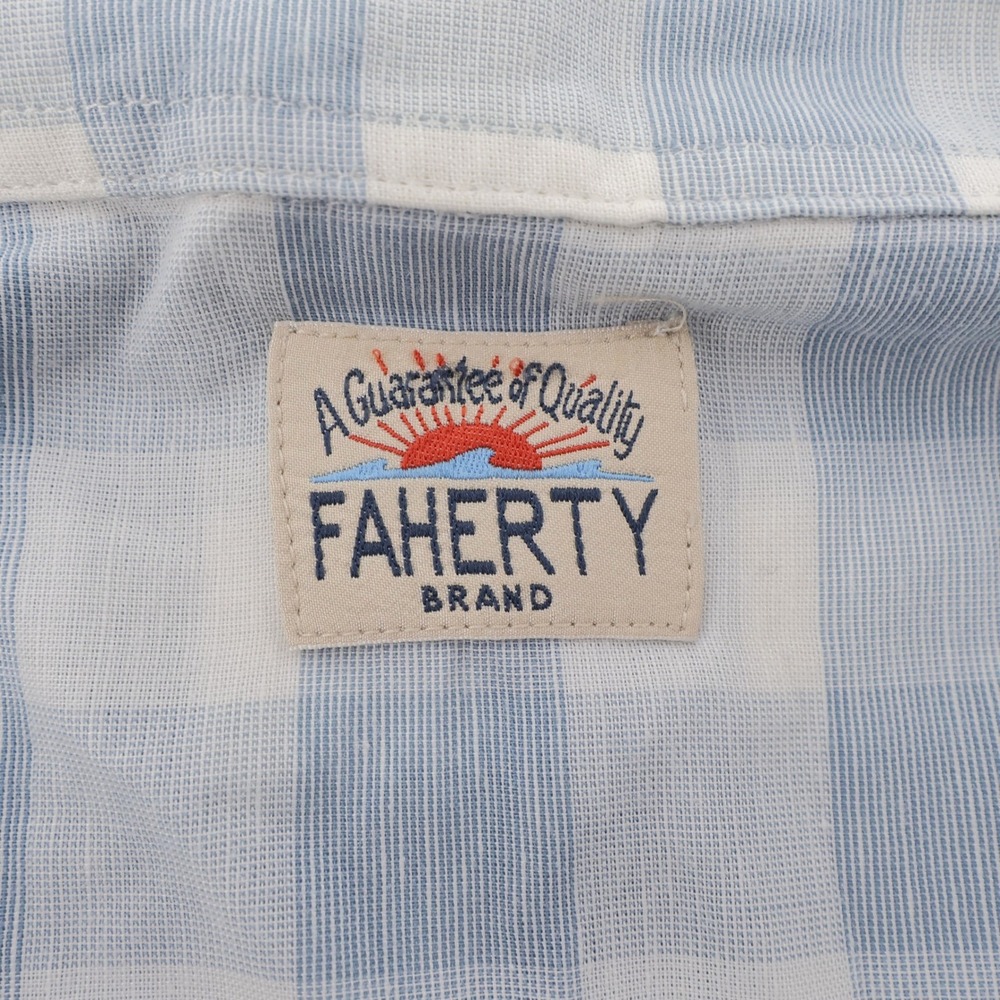 A Guarantee of Quality
FAHERTY
BRAND